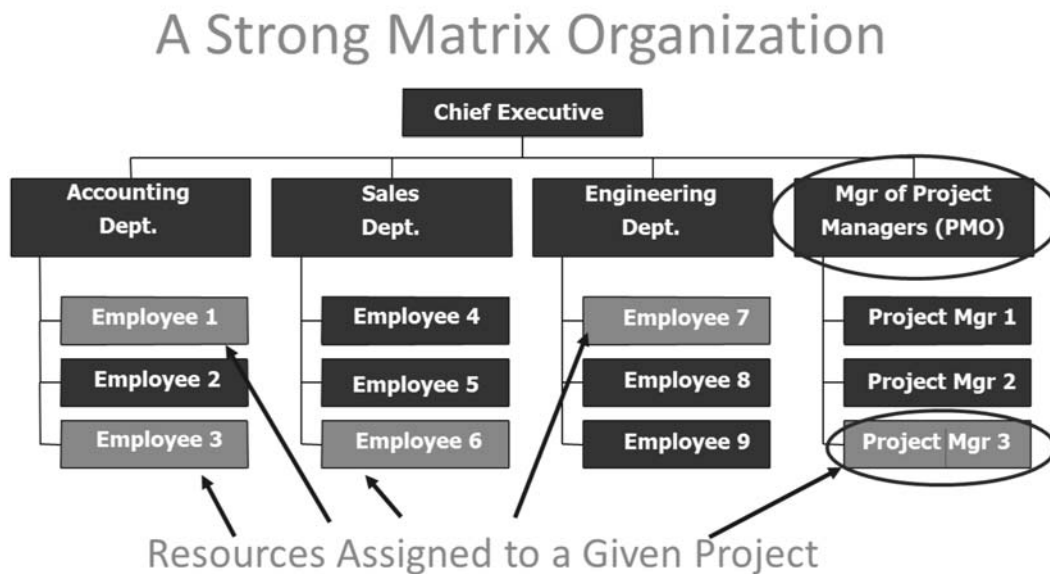 A Strong Matrix Organization
Chief Executive
Accounting
Dept.
Sales
Dept.
Engineering
Dept.
Mgr of Project
Managers (PMO)
Employee 1
Employee 2
Employee 3
Employee 4
Employee 5
Employee 6
Employee 7
Employee 8
Employee 9
Project Mgr 1
Project Mgr 2
Project Mgr 3
Resources Assigned to a Given Project